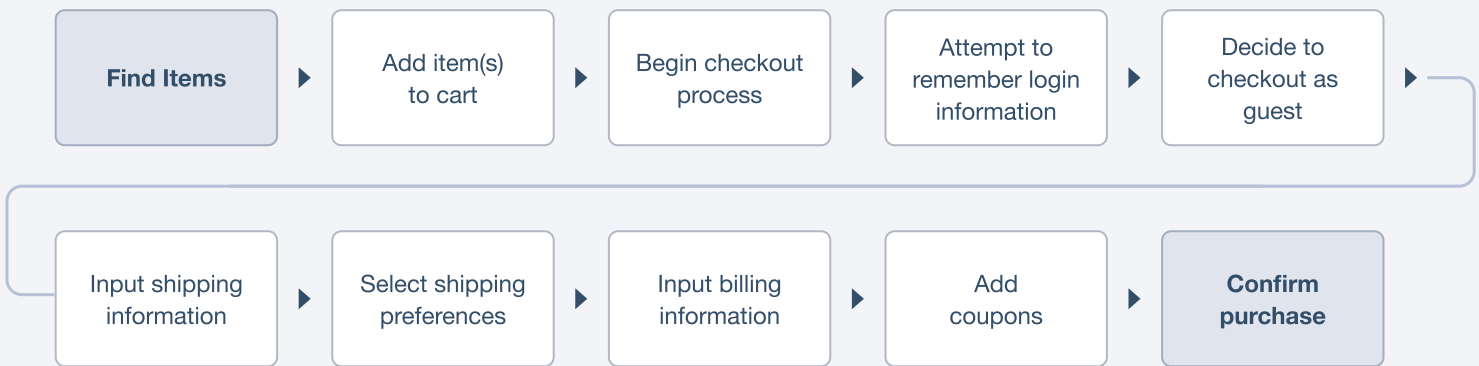 Find Items
Add item(s)
to cart
Begin checkout
process
Attempt to
remember login
information
Decide to
checkout as
guest
Input shipping
information
Select shipping
preferences
Input billing
information
Add
coupons
Confirm
purchase